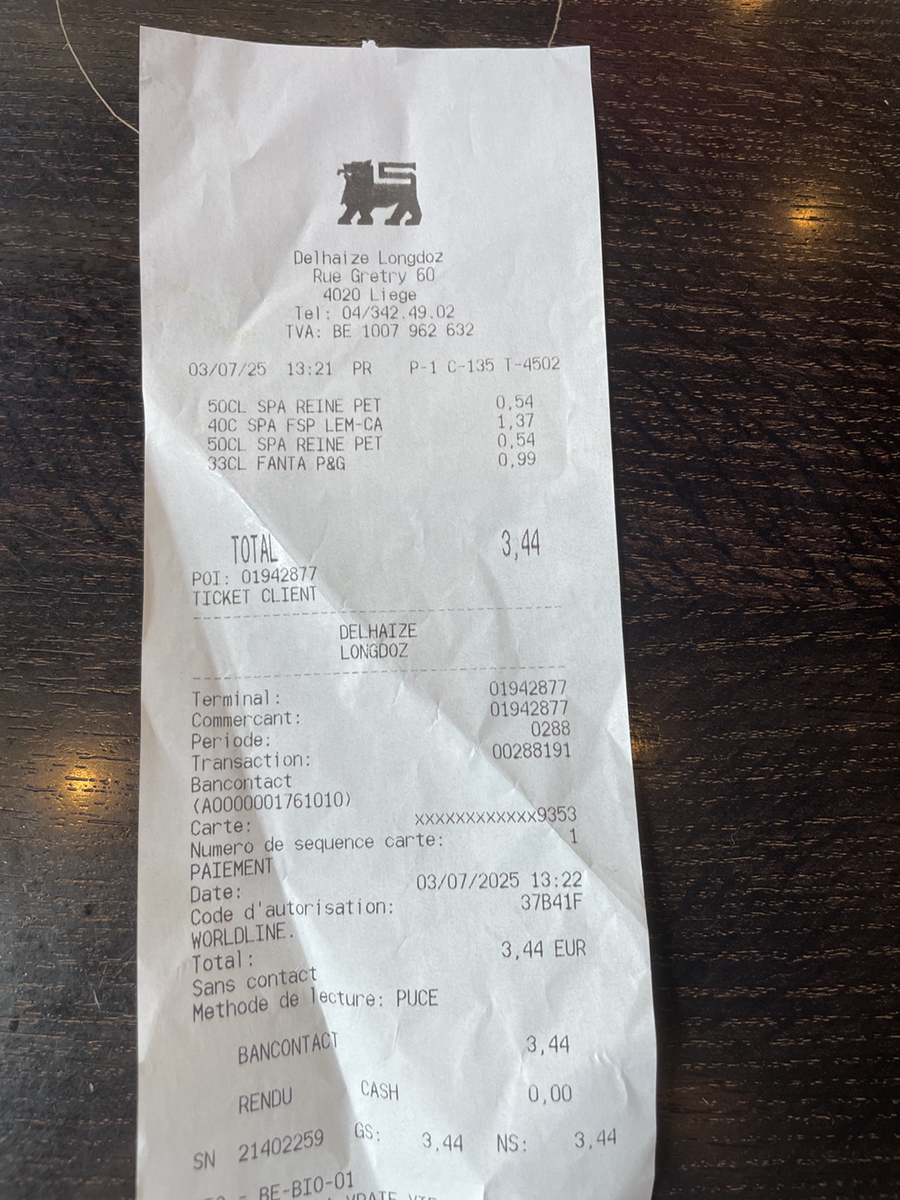 Delhaize Longdoz
Rue Gretry 60
4020 Liege
Tel: 04/342.49.02
TVA: BE 1007 962 632
03/07/25 13:21 PR P-1 C-135 T-4502
50CL SPA REINE PET 0,54
40C SPA FSP LEM-CA 1,37
50CL SPA REINE PET 0,54
33CL FANTA P&G 0,99
TOTAL 3,44
POI: 01942877
TICKET CLIENT
DELHAIZE
LONGDOZ
Terminal: 01942877
Commercant: 01942877
Periode: 0288
Transaction: 00288191
Bancontact
(A0000001761010)
Carte: xxxxxxxxxxxx9353
Numero de sequence carte: 1
PAIEMENT
Date: 03/07/2025 13:22
Code d'autorisation: 37B41F
WORLDLINE.
Total: 3,44 EUR
Sans contact
Methode de lecture: PUCE
BANCONTACT 3,44
RENDU CASH 0,00
SN 21402259 GS: 3,44 NS: 3,44
- BE-BIO-01